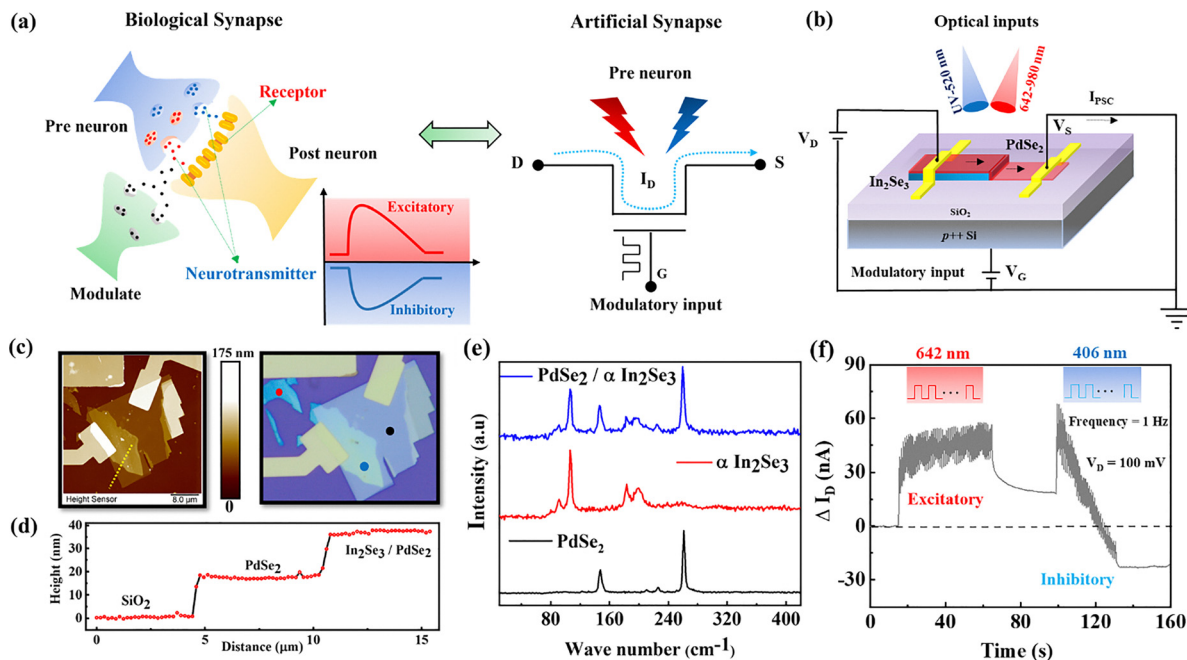 (a)
Biological Synapse
Artificial Synapse
Receptor
Pre neuron
Post neuron
Neurotransmitter
Modulate
Excitatory
Inhibitory
Pre neuron
D
S
I_D
G
Modulatory input
(b)
Optical inputs
UV-520 nm
642-980 nm
I_PSC
V_D
V_S
PdSe2
In2Se3
SiO2
p++ Si
Modulatory input
V_G
(c)
175 nm
0
Height Sensor
8.0 μm
(d)
Height (nm)
40
30
20
10
0
SiO2
PdSe2
In2Se3 / PdSe2
0 5 10 15
Distance (μm)
(e)
Intensity (a.u)
PdSe2 / α In2Se3
α In2Se3
PdSe2
80 160 240 320 400
Wave number (cm-1)
(f)
642 nm
406 nm
Frequency = 1 Hz
V_D = 100 mV
Δ I_D (nA)
90
60
30
0
-30
Excitatory
Inhibitory
0 40 80 120 160
Time (s)